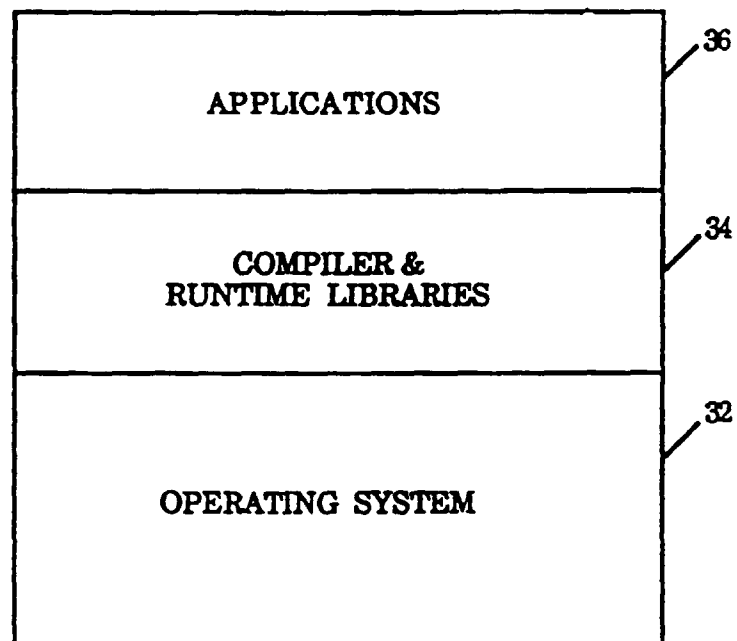 36
APPLICATIONS
34
COMPILER &
RUNTIME LIBRARIES
32
OPERATING SYSTEM